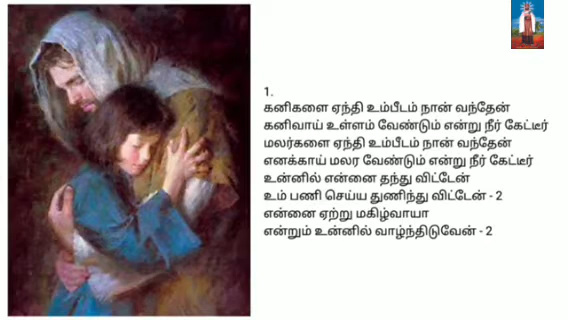 1.
கனிகளை ஏந்தி உம்பீடம் நான் வந்தேன்
கனிவாய் உள்ளம் வேண்டும் என்று நீர் கேட்டீர்
மலர்களை ஏந்தி உம்பீடம் நான் வந்தேன்
எனக்காய் மலர வேண்டும் என்று நீர் கேட்டீர்
உன்னில் என்னை தந்து விட்டேன்
உம் பணி செய்ய துணிந்து விட்டேன் - 2
என்னை ஏற்று மகிழ்வாயா
என்றும் உன்னில் வாழ்ந்திடுவேன் - 2